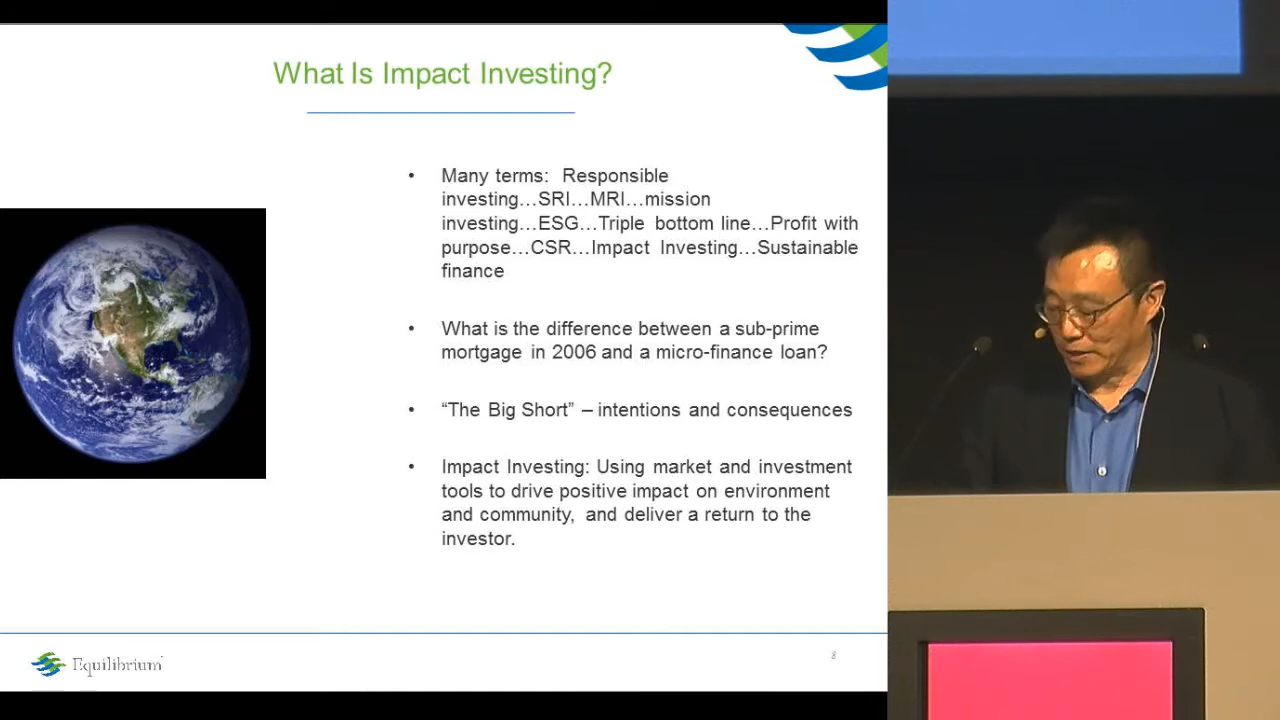 What Is Impact Investing?
• Many terms: Responsible
investing…SRI…MRI…mission
investing…ESG…Triple bottom line…Profit with
purpose…CSR…Impact Investing…Sustainable
finance
• What is the difference between a sub-prime
mortgage in 2006 and a micro-finance loan?
• “The Big Short” – intentions and consequences
• Impact Investing: Using market and investment
tools to drive positive impact on environment
and community, and deliver a return to the
investor.
Equilibrium
8